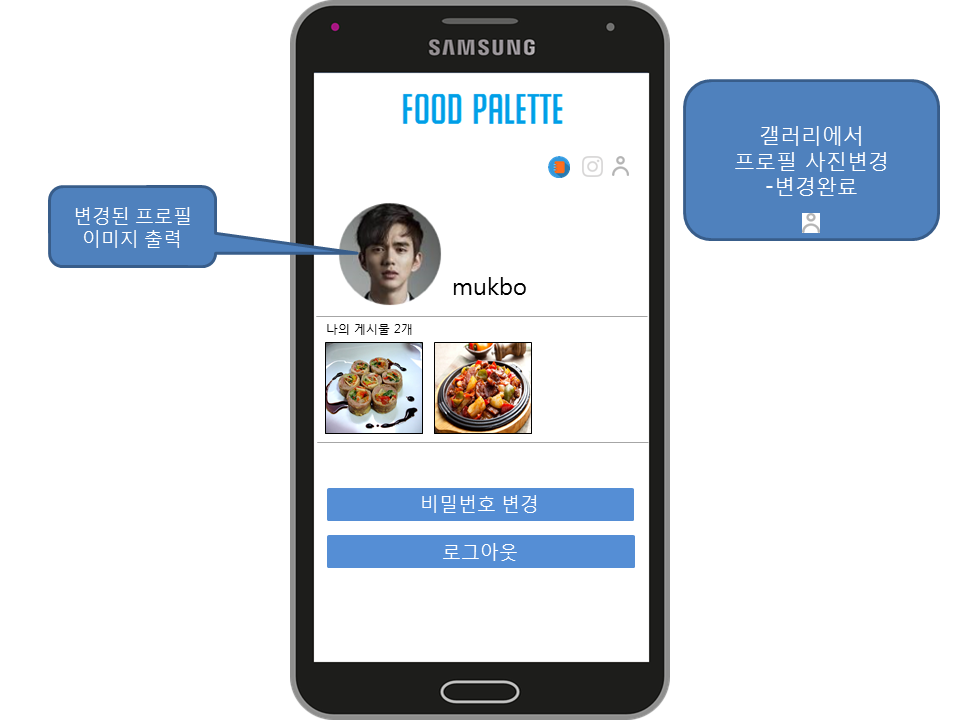 SAMSUNG
FOOD PALETTE
갤러리에서
프로필 사진변경
-변경완료
변경된 프로필
이미지 출력
mukbo
나의 게시물 2개
비밀번호 변경
로그아웃